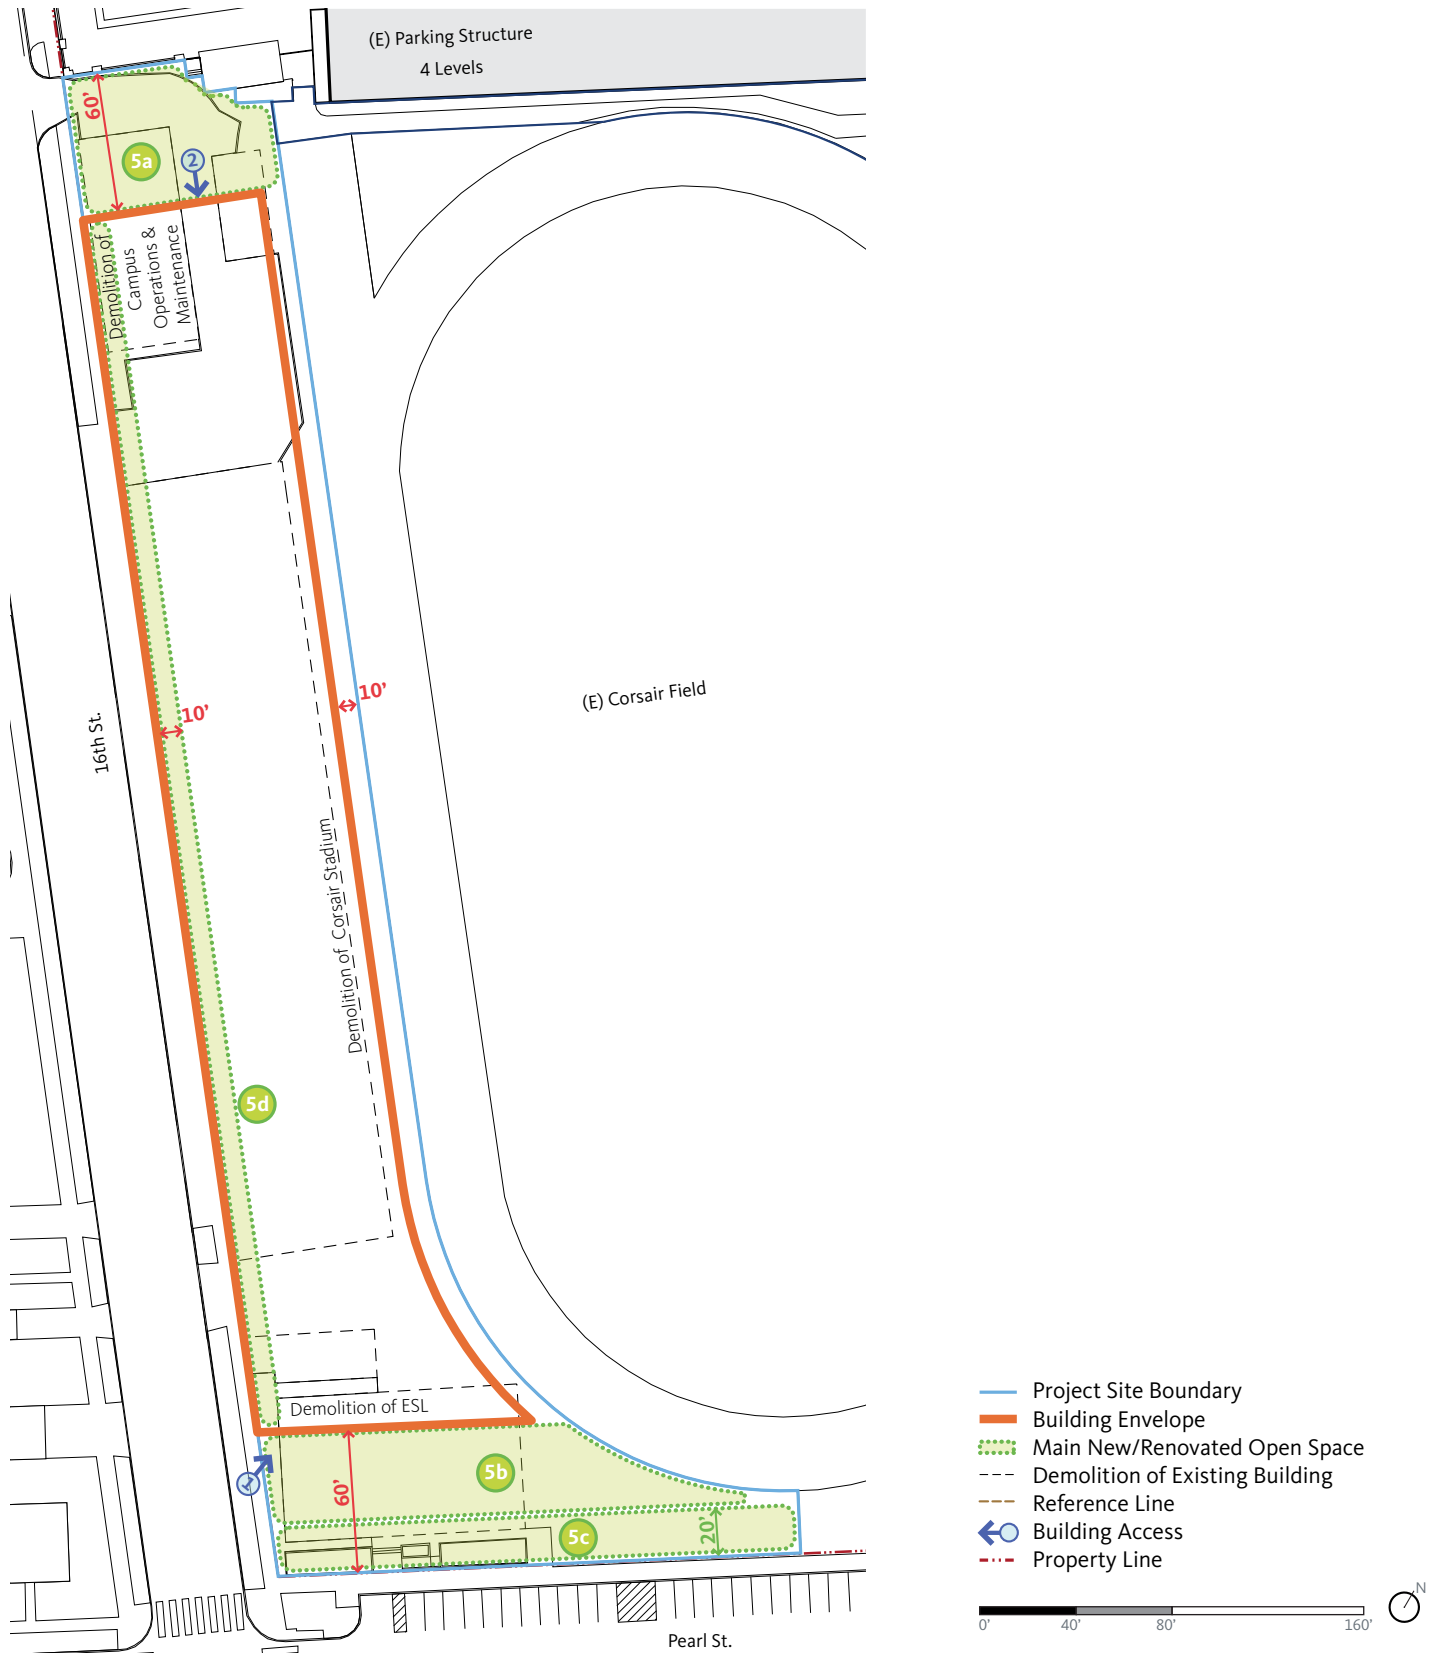 (E) Parking Structure
4 Levels
60’
5a
2
Demolition of
Campus
Operations &
Maintenance
(E) Corsair Field
10’
10’
16th St.
Demolition of Corsair Stadium
5d
Demolition of ESL
5b
1
60’
5c
20’
Pearl St.
Project Site Boundary
Building Envelope
Main New/Renovated Open Space
Demolition of Existing Building
Reference Line
Building Access
Property Line
N
0’ 40’ 80’ 160’